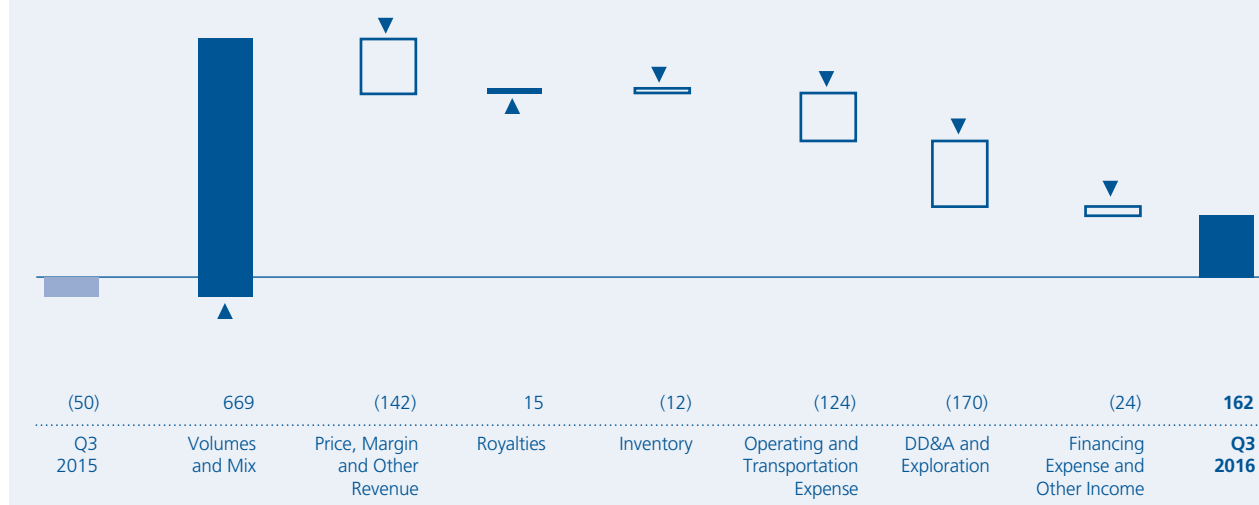 (50) 669 (142) 15 (12) (124) (170) (24) 162
Q3 Volumes Price, Margin Royalties Inventory Operating and DD&A and Financing Q3
2015 and Mix and Other Transportation Exploration Expense and 2016
Revenue Expense Other Income